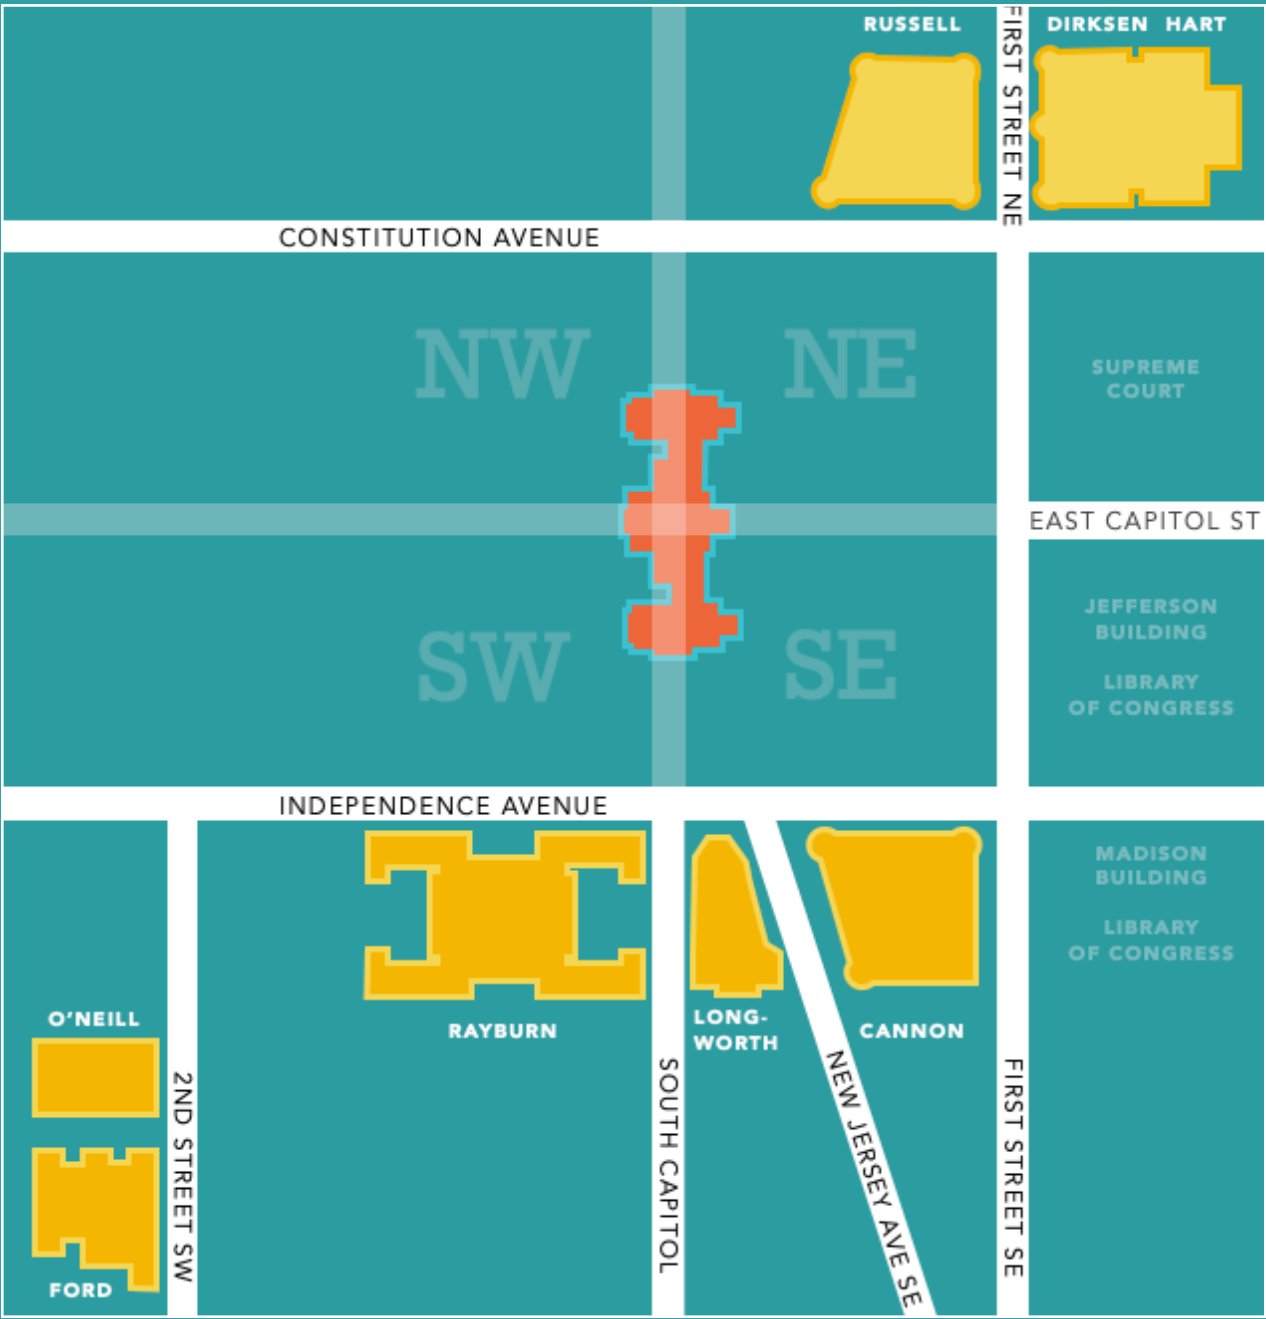 RUSSELL
FIRST STREET NE
DIRKSEN HART
CONSTITUTION AVENUE
NW
NE
SUPREME
COURT
EAST CAPITOL ST
JEFFERSON
BUILDING
LIBRARY
OF CONGRESS
SW
SE
INDEPENDENCE AVENUE
MADISON
BUILDING
LIBRARY
OF CONGRESS
O'NEILL
RAYBURN
LONG-
WORTH
CANNON
2ND STREET SW
SOUTH CAPITOL
NEW JERSEY AVE SE
FIRST STREET SE
FORD